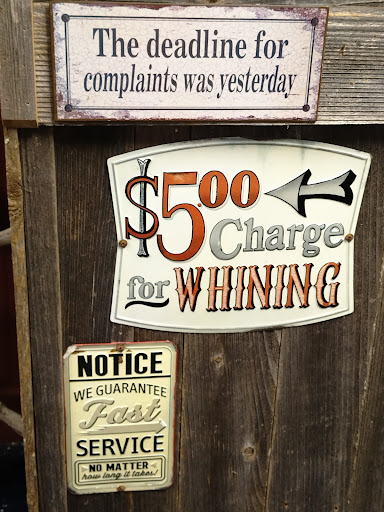 The deadline for
complaints was yesterday
$5.00
Charge
for WHINING
NOTICE
WE GUARANTEE
Fast
SERVICE
NO MATTER
how long it takes!